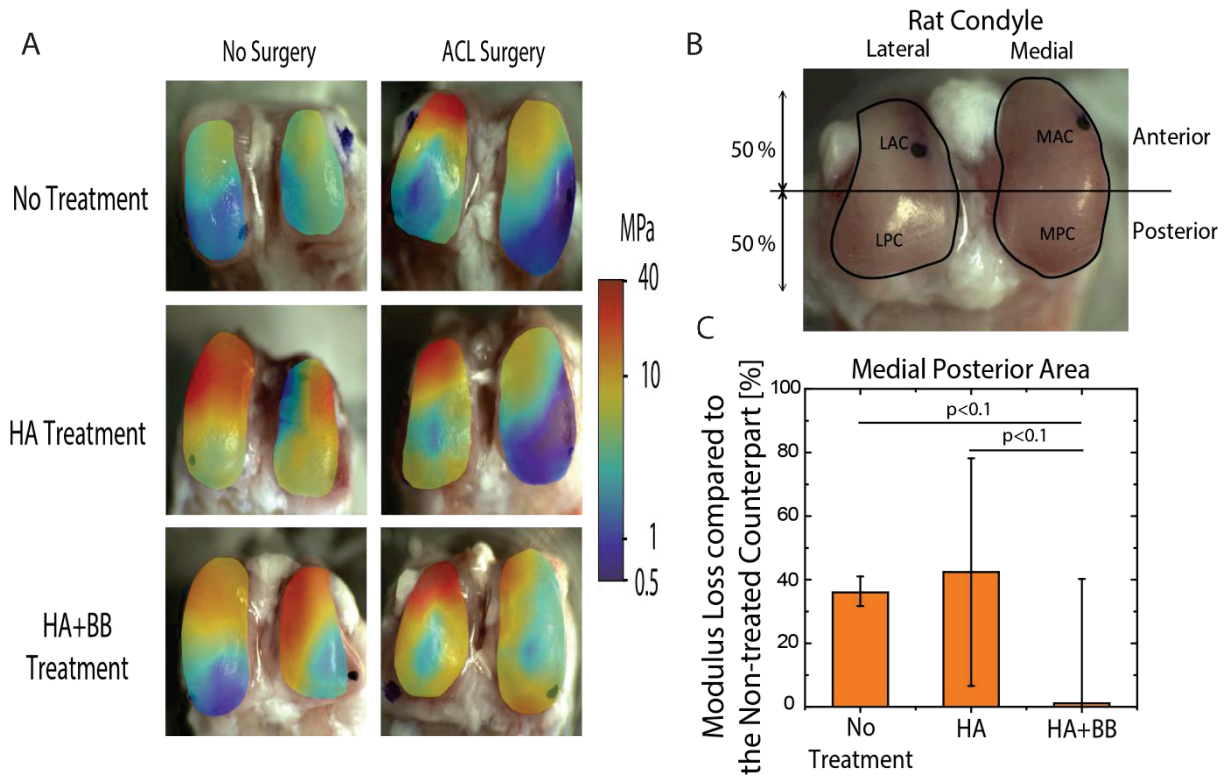 A
No Surgery
ACL Surgery
No Treatment
HA Treatment
HA+BB
Treatment
MPa
40
10
1
0.5
B
Rat Condyle
Lateral
Medial
50 %
50 %
LAC
MAC
LPC
MPC
Anterior
Posterior
C
Medial Posterior Area
Modulus Loss compared to
the Non-treated Counterpart [%]
100
80
60
40
20
0
p<0.1
p<0.1
No
Treatment
HA
HA+BB